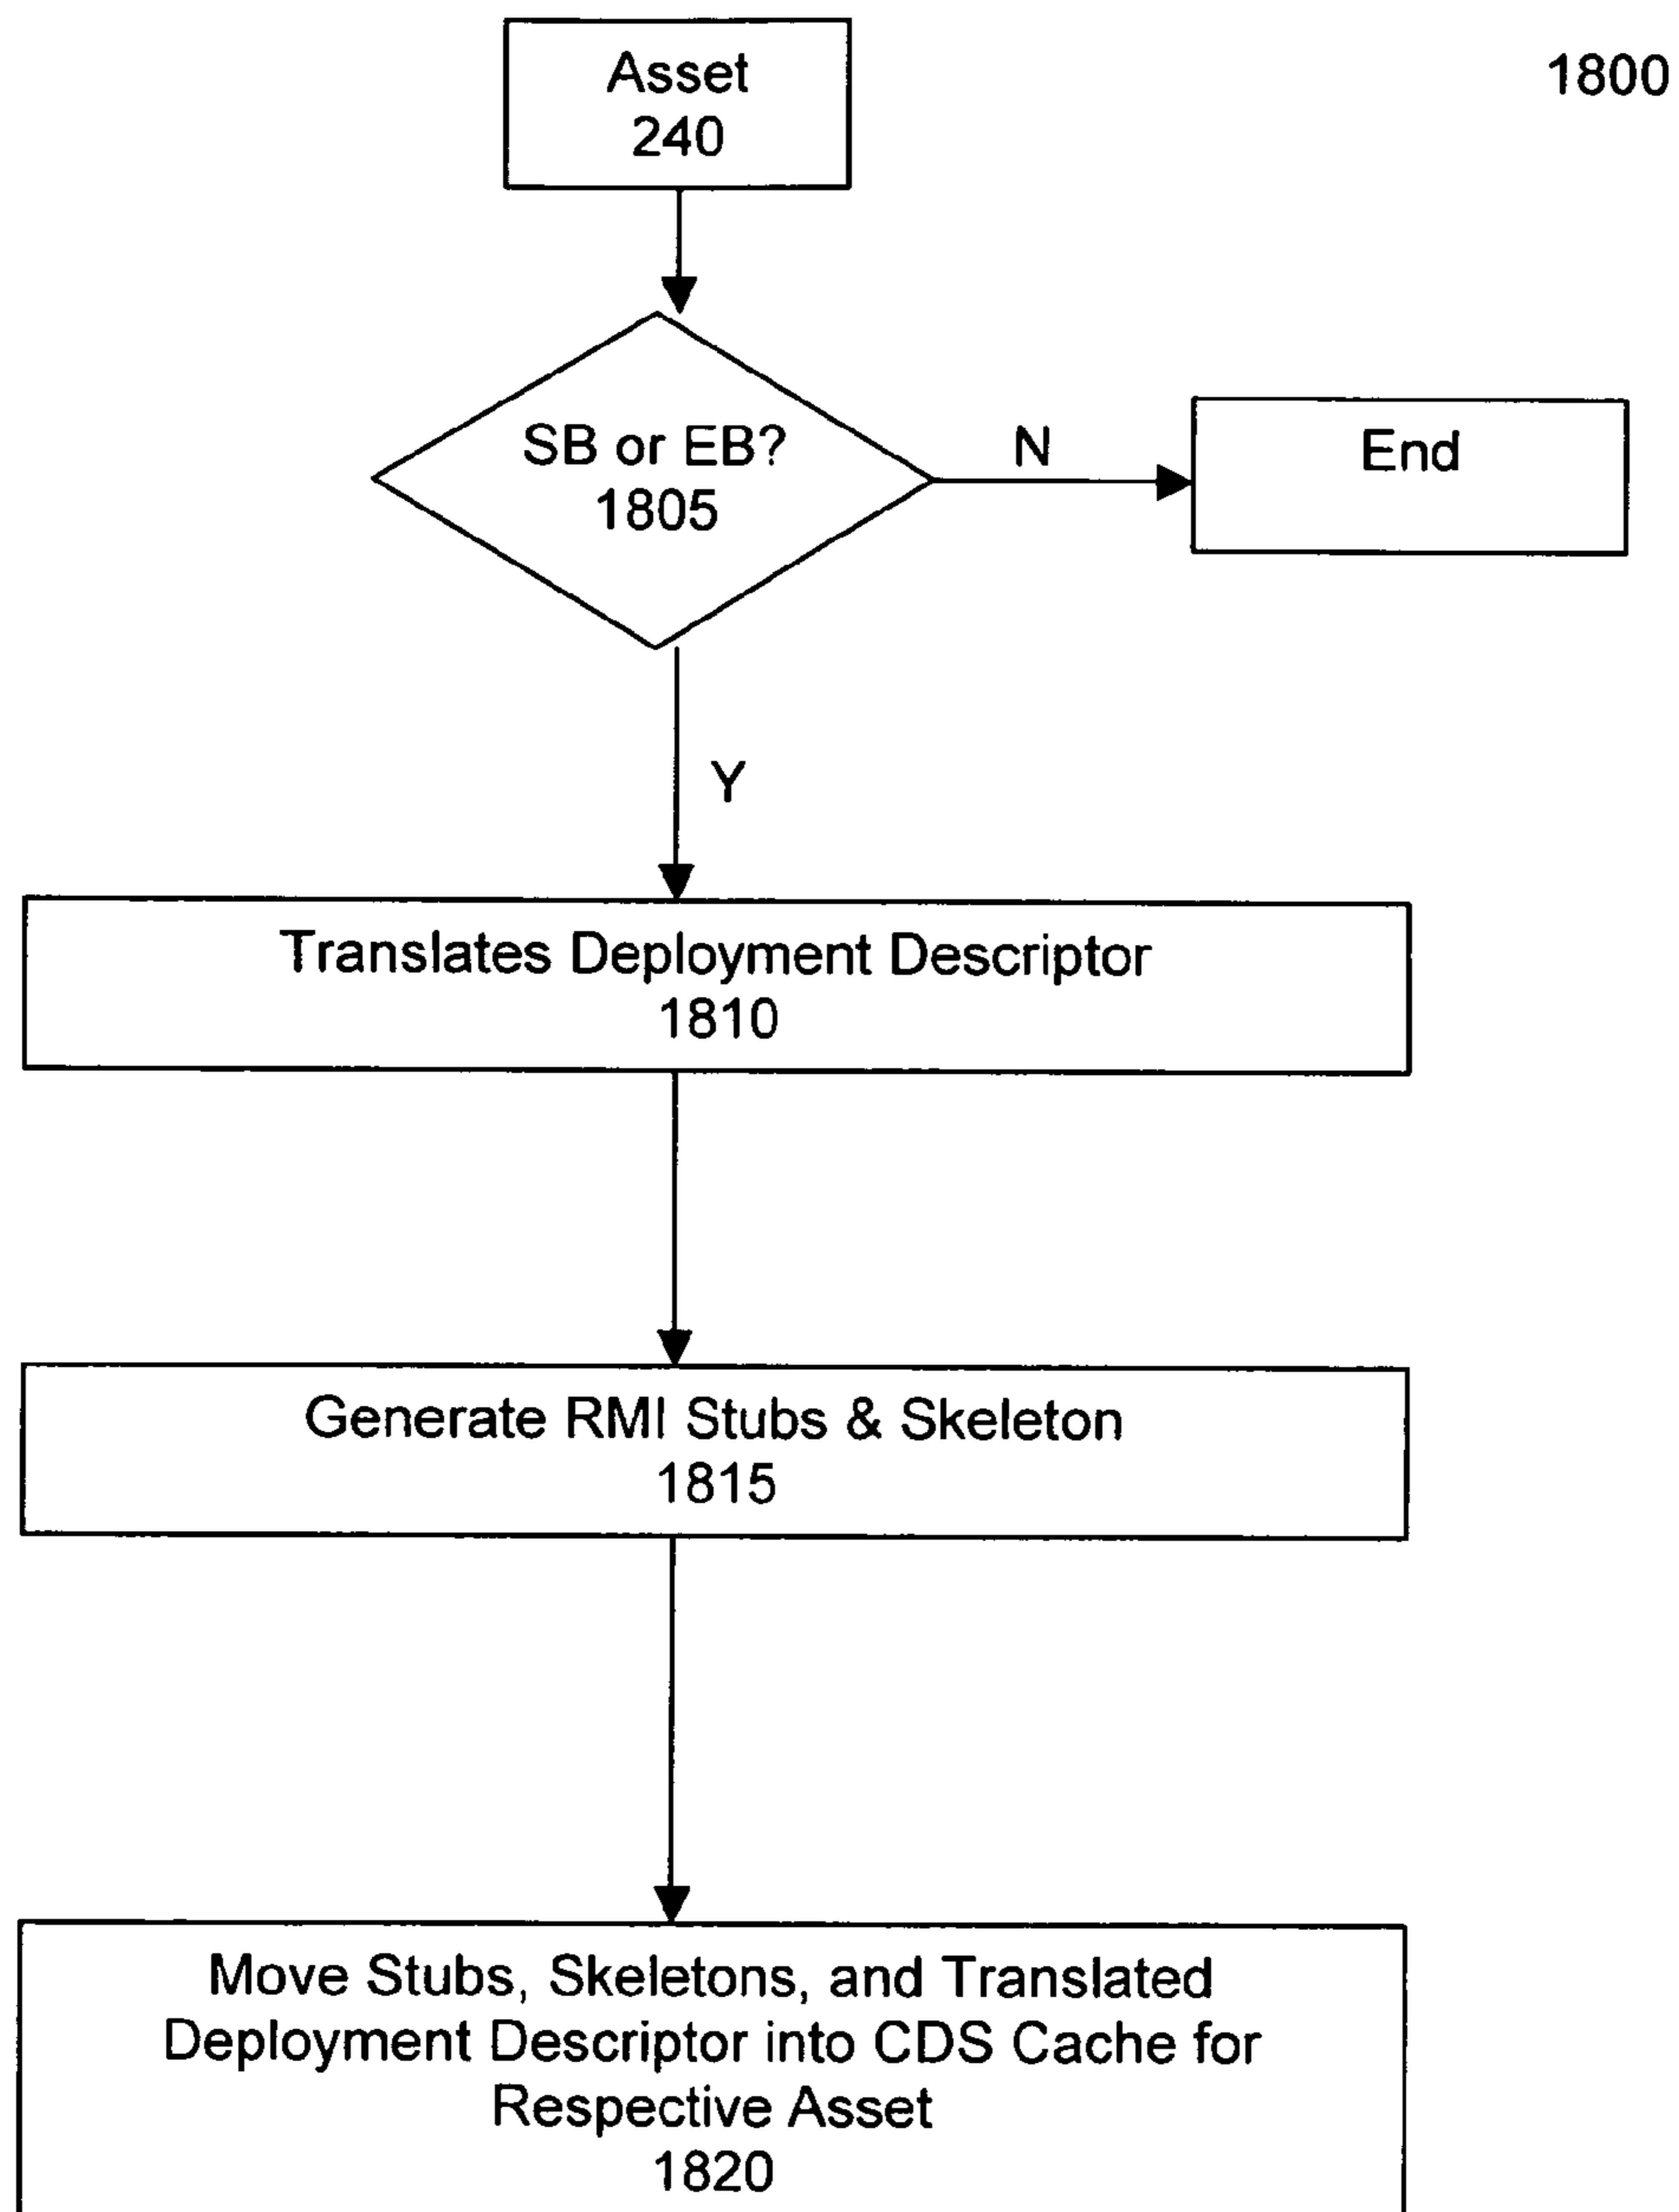 Asset
240
1800
SB or EB?
1805
N
End
Y
Translates Deployment Descriptor
1810
Generate RMI Stubs & Skeleton
1815
Move Stubs, Skeletons, and Translated
Deployment Descriptor into CDS Cache for
Respective Asset
1820